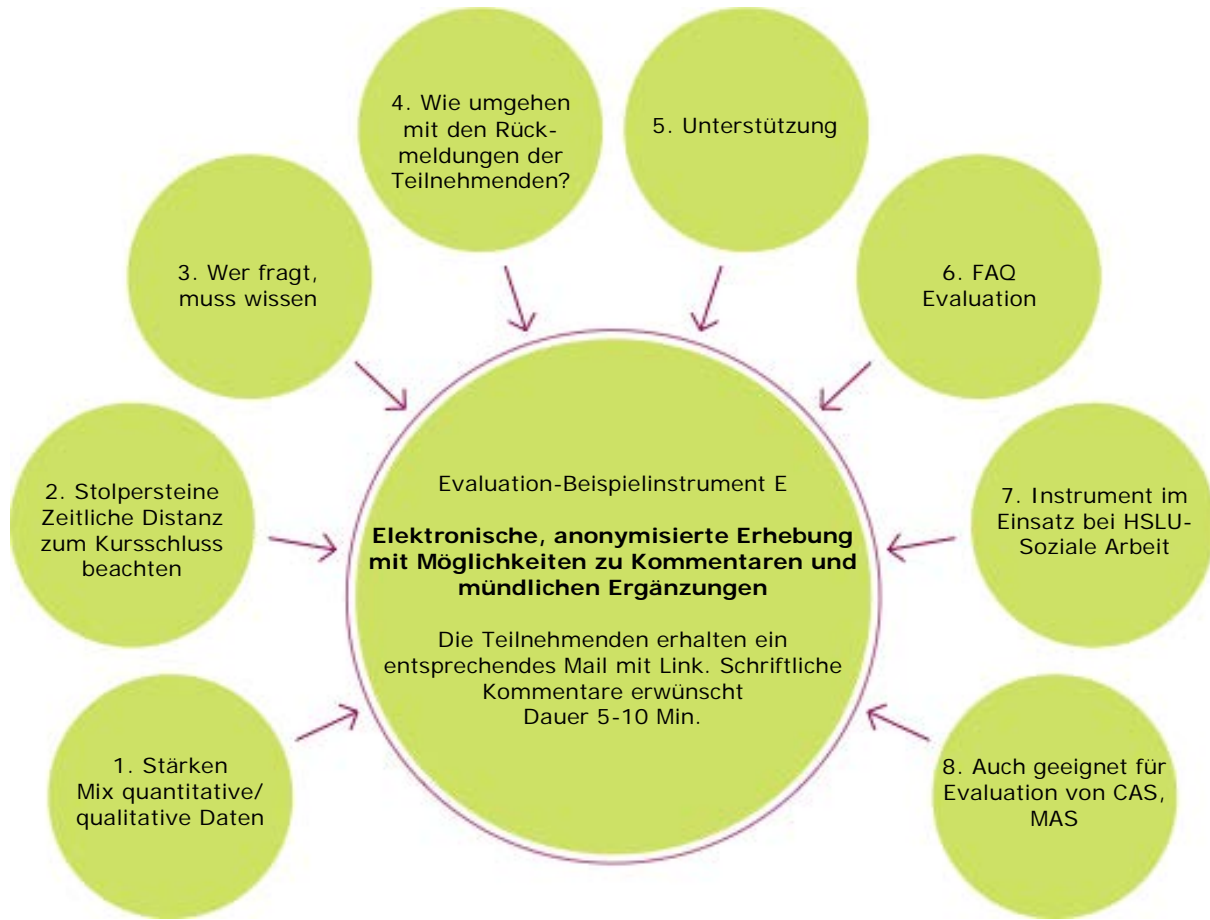 4. Wie umgehen
mit den Rück-
meldungen der
Teilnehmenden?
5. Unterstützung
3. Wer fragt,
muss wissen
6. FAQ
Evaluation
2. Stolpersteine
Zeitliche Distanz
zum Kursschluss
beachten
7. Instrument im
Einsatz bei HSLU-
Soziale Arbeit
1. Stärken
Mix quantitative/
qualitative Daten
8. Auch geeignet für
Evaluation von CAS,
MAS
Evaluation-Beispielinstrument E
Elektronische, anonymisierte Erhebung
mit Möglichkeiten zu Kommentaren und
mündlichen Ergänzungen
Die Teilnehmenden erhalten ein
entsprechendes Mail mit Link. Schriftliche
Kommentare erwünscht
Dauer 5-10 Min.